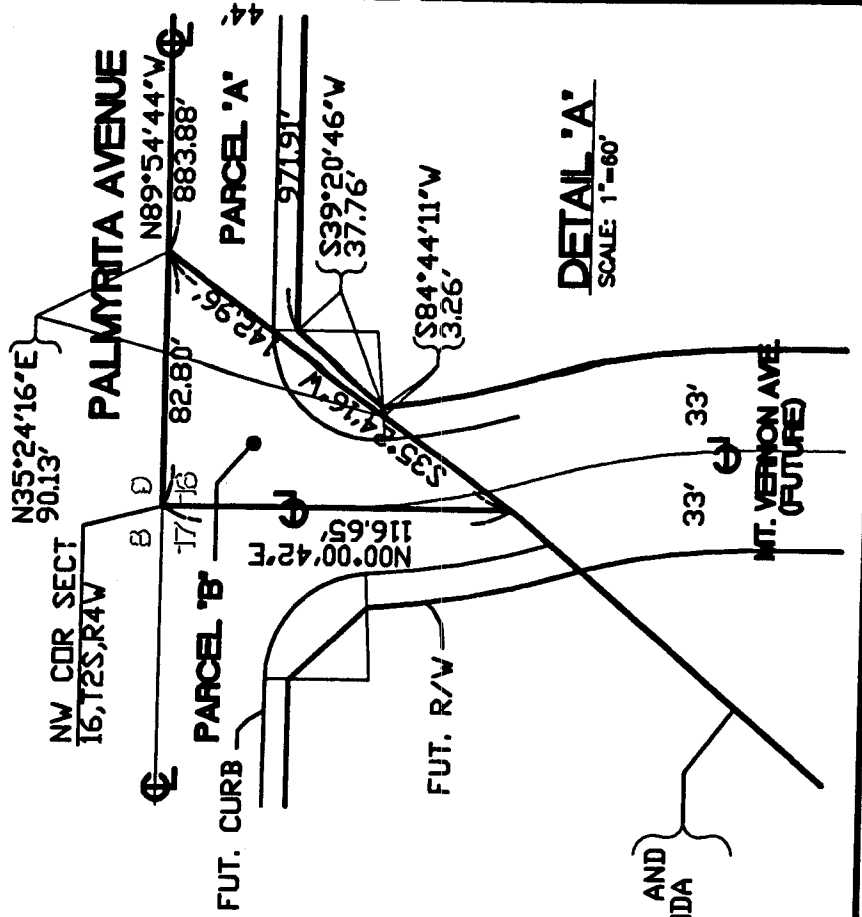 N35°24'16"E
90.13'
PALMYRITA AVENUE
NW COR SECT
16,T2S,R4W
8 9
17 16
82.80'
N89°54'44"W
883.88'
PARCEL "A"
44'
971.91'
PARCEL "B"
142.96'
S35°24'16"W
N00°00'42"E
116.65'
S39°20'46"W
37.76'
S84°44'11"W
3.26'
FUT. CURB
FUT. R/W
DETAIL "A"
SCALE: 1"=60'
33'
33'
MT. VERNON AVE.
(FUTURE)
AND